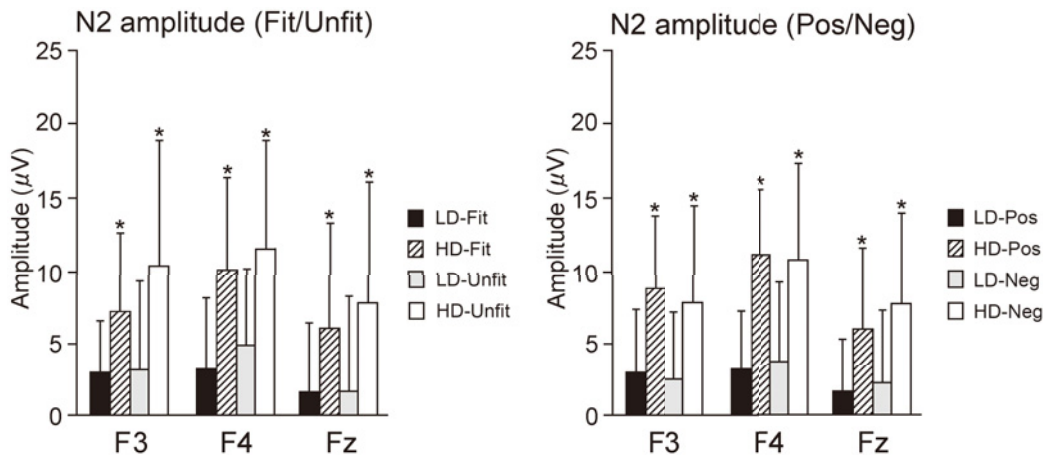 N2 amplitude (Fit/Unfit)
25
20
15
10
5
0
Amplitude (μV)
* * * * * *
F3 F4 Fz
LD-Fit
HD-Fit
LD-Unfit
HD-Unfit
N2 amplitude (Pos/Neg)
25
20
15
10
5
0
Amplitude (μV)
* * * * * *
F3 F4 Fz
LD-Pos
HD-Pos
LD-Neg
HD-Neg